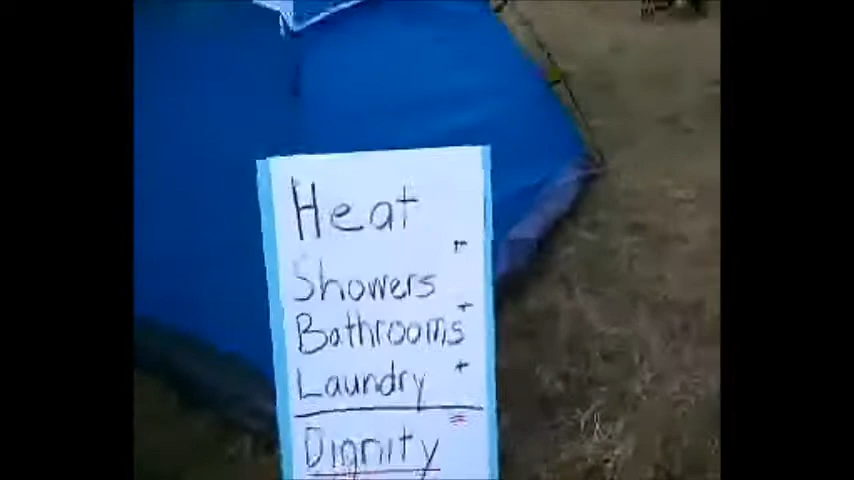 Heat
+
Showers
+
Bathrooms
+
Laundry
=
Dignity